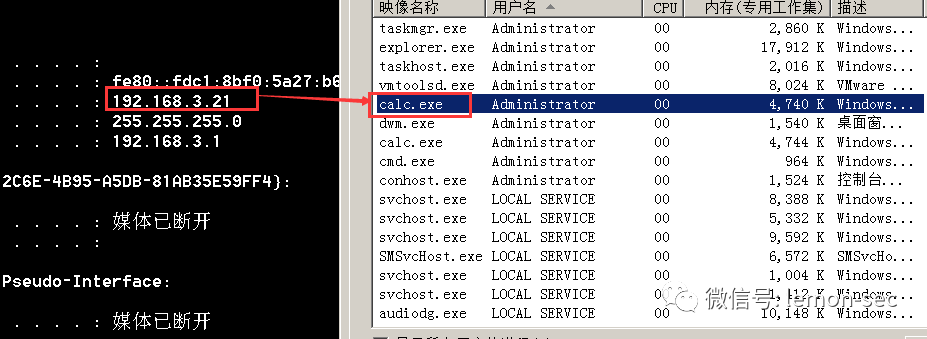 . . . . :
. . . . : fe80::fdc1:8bf0:5a27:b6
. . . . : 192.168.3.21
. . . . : 255.255.255.0
. . . . : 192.168.3.1
2C6E-4B95-A5DB-81AB35E59FF4}:
. . . . : 媒体已断开
. . . . :
Pseudo-Interface:
. . . . : 媒体已断开
映像名称 用户名 CPU 内存(专用工作集) 描述
taskmgr.exe Administrator 00 2,860 K Windows...
explorer.exe Administrator 00 17,912 K Windows...
taskhost.exe Administrator 00 2,016 K Windows...
vmtoolsd.exe Administrator 00 8,024 K VMware ...
calc.exe Administrator 00 4,740 K Windows...
dwm.exe Administrator 00 1,540 K 桌面窗...
calc.exe Administrator 00 4,744 K Windows...
cmd.exe Administrator 00 964 K Windows...
conhost.exe Administrator 00 1,524 K 控制台...
svchost.exe LOCAL SERVICE 00 8,388 K Windows...
svchost.exe LOCAL SERVICE 00 5,332 K Windows...
svchost.exe LOCAL SERVICE 00 9,592 K Windows...
SMSvcHost.exe LOCAL SERVICE 00 6,572 K SMSvcHo...
svchost.exe LOCAL SERVICE 00 1,004 K Windows...
svchost.exe LOCAL SERVICE 00 1,412 K Windows...
audiodg.exe LOCAL SERVICE 00 10,148 K Windows...
微信号: lemon-sec